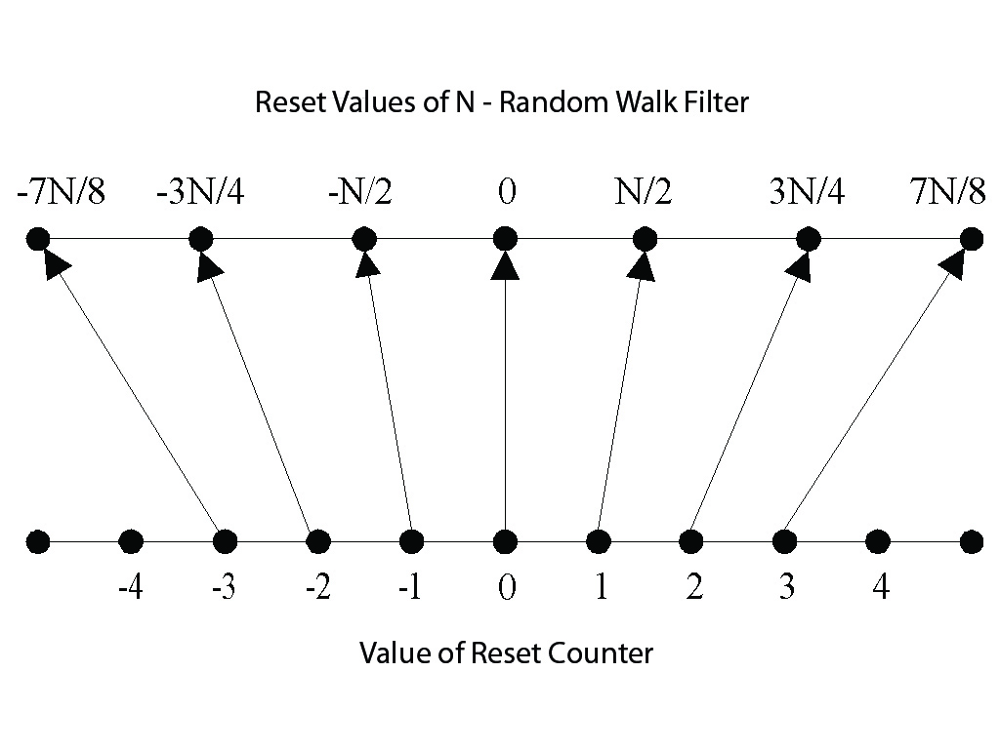 Reset Values of N - Random Walk Filter
-7N/8 -3N/4 -N/2 0 N/2 3N/4 7N/8
-4 -3 -2 -1 0 1 2 3 4
Value of Reset Counter